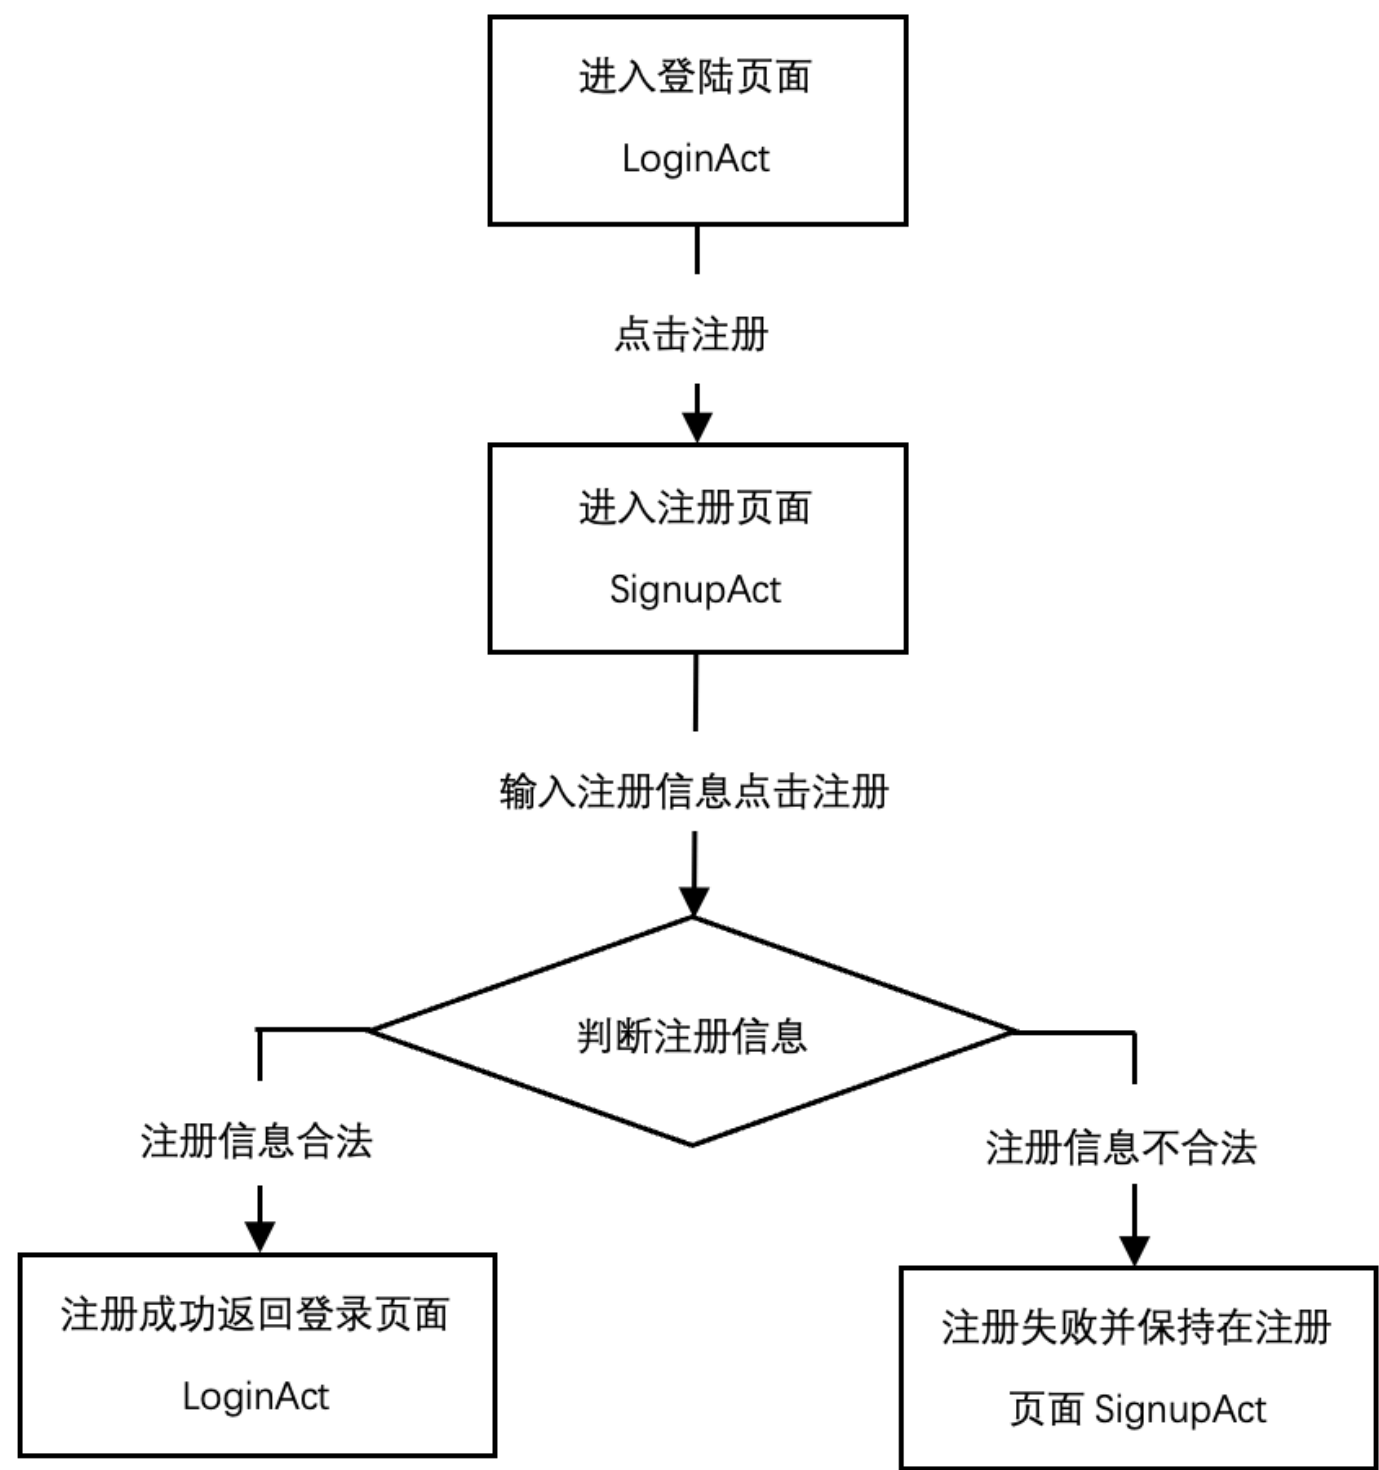 进入登陆页面
LoginAct
点击注册
进入注册页面
SignupAct
输入注册信息点击注册
判断注册信息
注册信息合法
注册信息不合法
注册成功返回登录页面
LoginAct
注册失败并保持在注册
页面 SignupAct